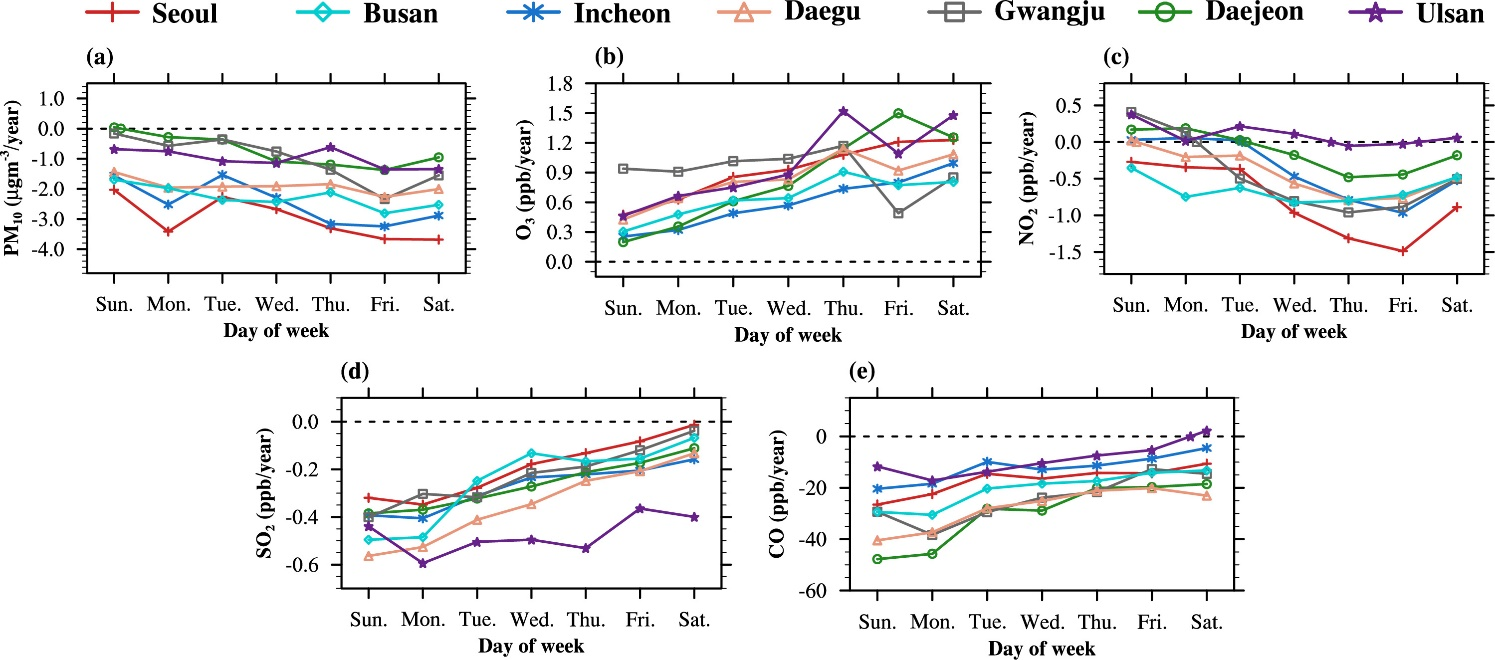 Seoul Busan Incheon Daegu Gwangju Daejeon Ulsan
(a)
PM10 (μgm-3/year)
1.0
0.0
-1.0
-2.0
-3.0
-4.0
Sun. Mon. Tue. Wed. Thu. Fri. Sat.
Day of week
(b)
O3 (ppb/year)
1.8
1.5
1.2
0.9
0.6
0.3
0.0
Sun. Mon. Tue. Wed. Thu. Fri. Sat.
Day of week
(c)
NO2 (ppb/year)
0.5
0.0
-0.5
-1.0
-1.5
Sun. Mon. Tue. Wed. Thu. Fri. Sat.
Day of week
(d)
SO2 (ppb/year)
0.0
-0.2
-0.4
-0.6
Sun. Mon. Tue. Wed. Thu. Fri. Sat.
Day of week
(e)
CO (ppb/year)
0
-20
-40
-60
Sun. Mon. Tue. Wed. Thu. Fri. Sat.
Day of week